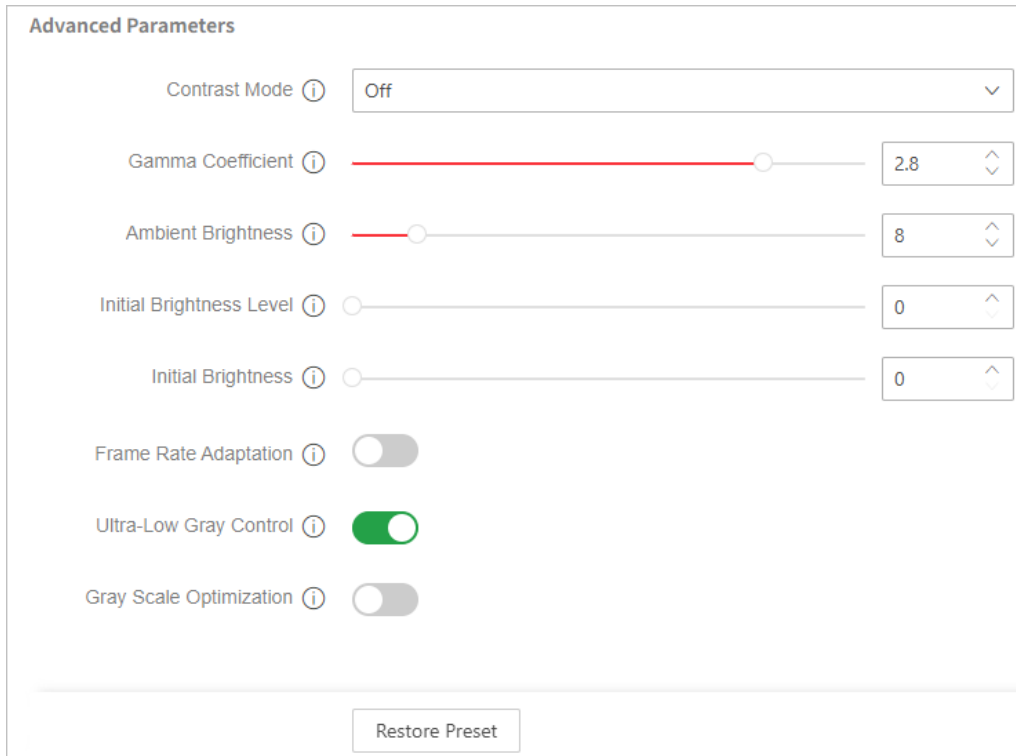 Advanced Parameters
Contrast Mode Off
Gamma Coefficient 2.8
Ambient Brightness 8
Initial Brightness Level 0
Initial Brightness 0
Frame Rate Adaptation
Ultra-Low Gray Control
Gray Scale Optimization
Restore Preset